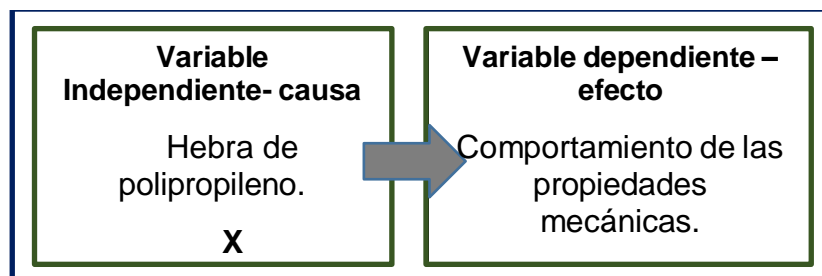 Variable
Independiente- causa
Hebra de
polipropileno.
X
Variable dependiente –
efecto
Comportamiento de las
propiedades
mecánicas.